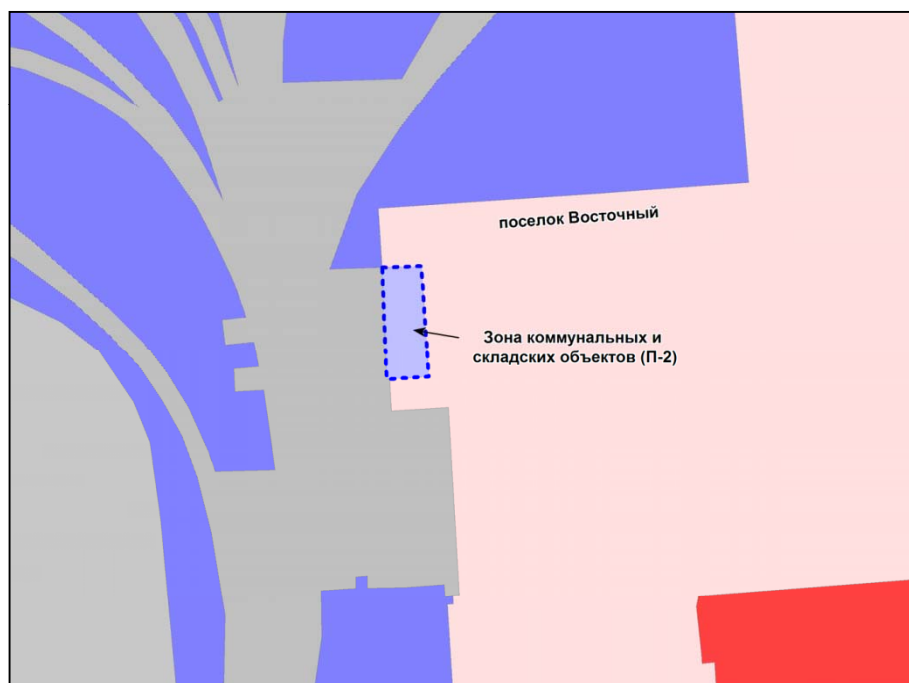 поселок Восточный
Зона коммунальных и
складских объектов (П-2)